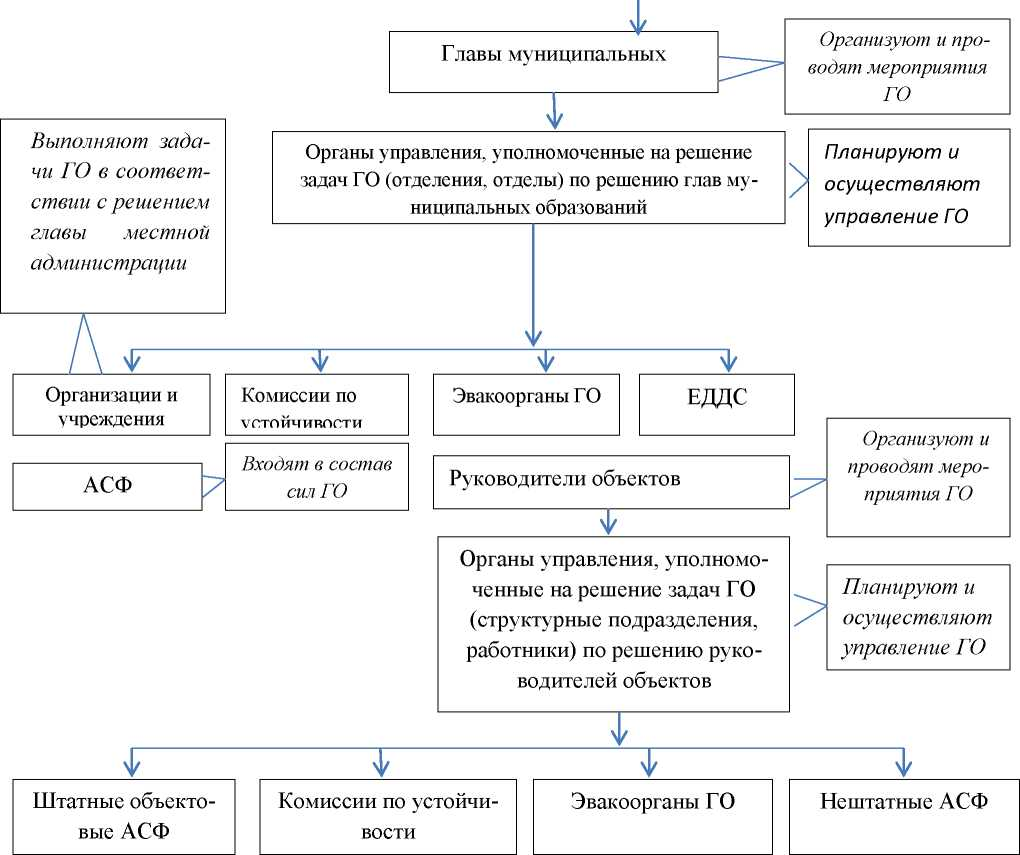 Главы муниципальных
Организуют и про-
водят мероприятия
ГО
Выполняют зада-
чи ГО в соответ-
ствии с решением
главы местной
администрации
Органы управления, уполномоченные на решение
задач ГО (отделения, отделы) по решению глав му-
ниципальных образований
Планируют и
осуществляют
управление ГО
Организации и
учреждения
Комиссии по
устойчивости
Эвакоорганы ГО
ЕДДС
АСФ
Входят в состав
сил ГО
Руководители объектов
Организуют и
проводят меро-
приятия ГО
Органы управления, уполномо-
ченные на решение задач ГО
(структурные подразделения,
работники) по решению руко-
водителей объектов
Планируют и
осуществляют
управление ГО
Штатные объекто-
вые АСФ
Комиссии по устойчи-
вости
Эвакоорганы ГО
Нештатные АСФ